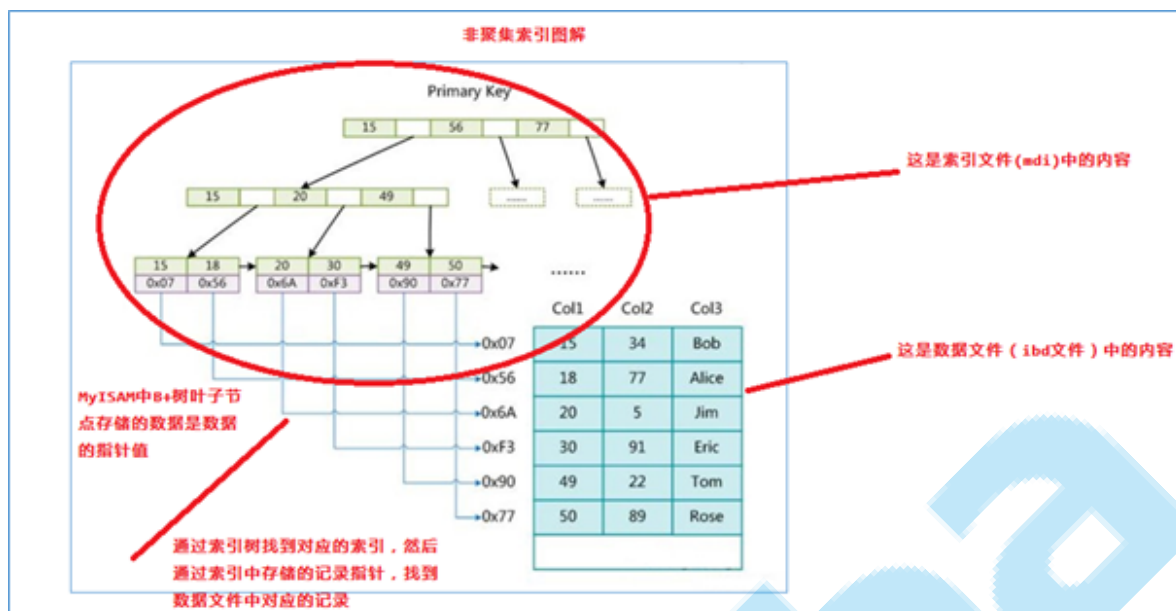 非聚集索引图解
Primary Key
15 56 77
这是索引文件(mdi)中的内容
15 20 49
...... ......
15 18 20 30 49 50
0x07 0x56 0x6A 0xF3 0x90 0x77
......
Col1 Col2 Col3
0x07 15 34 Bob
这是数据文件（ibd文件）中的内容
0x56 18 77 Alice
0x6A 20 5 Jim
0xF3 30 91 Eric
0x90 49 22 Tom
0x77 50 89 Rose
MyISAM中B+树叶子节
点存储的数据是数据
的指针值
通过索引树找到对应的索引，然后
通过索引中存储的记录指针，找到
数据文件中对应的记录
a